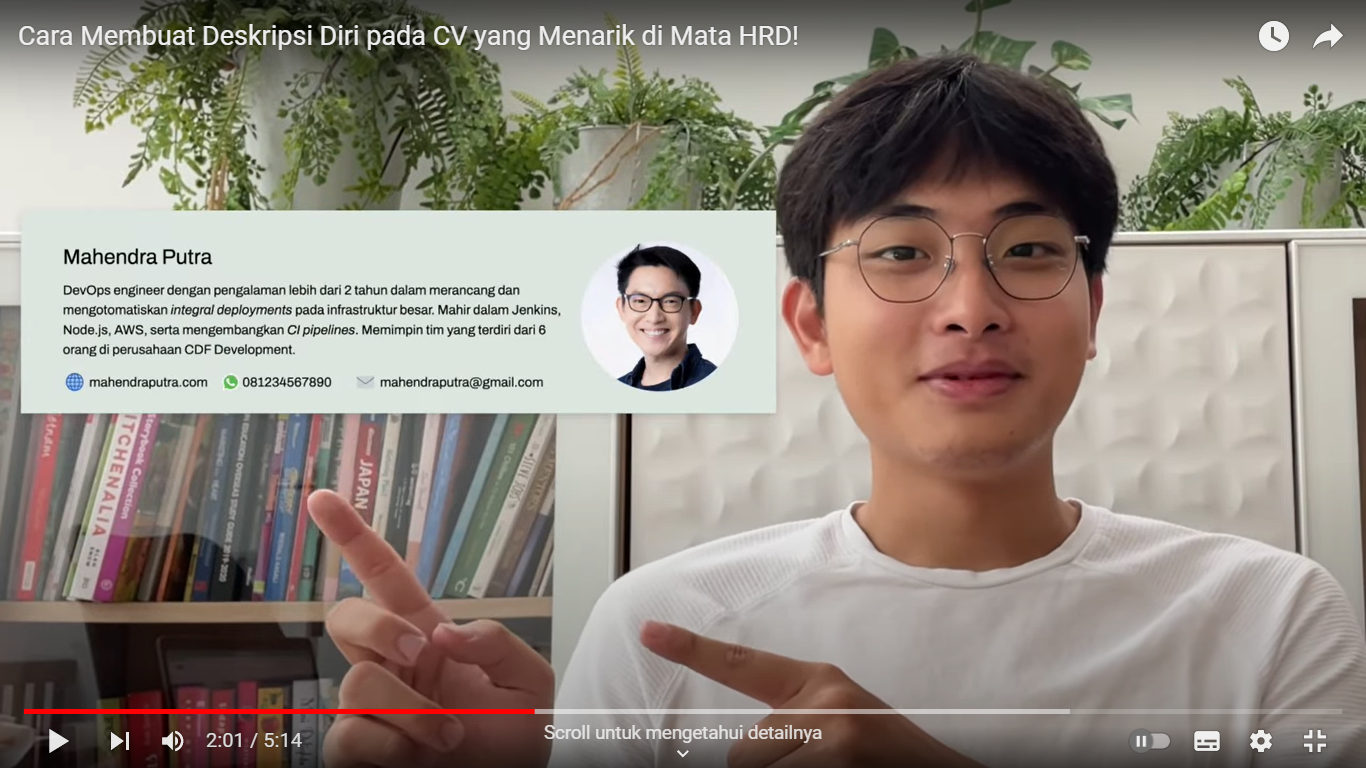 Cara Membuat Deskripsi Diri pada CV yang Menarik di Mata HRD!
Mahendra Putra
DevOps engineer dengan pengalaman lebih dari 2 tahun dalam merancang dan
mengotomatiskan integral deployments pada infrastruktur besar. Mahir dalam Jenkins,
Node.js, AWS, serta mengembangkan CI pipelines. Memimpin tim yang terdiri dari 6
orang di perusahaan CDF Development.
mahendraputra.com 081234567890 mahendraputra@gmail.com
KITCHENALIA
Storybook Collection
JAPAN
2:01 / 5:14
Scroll untuk mengetahui detailnya